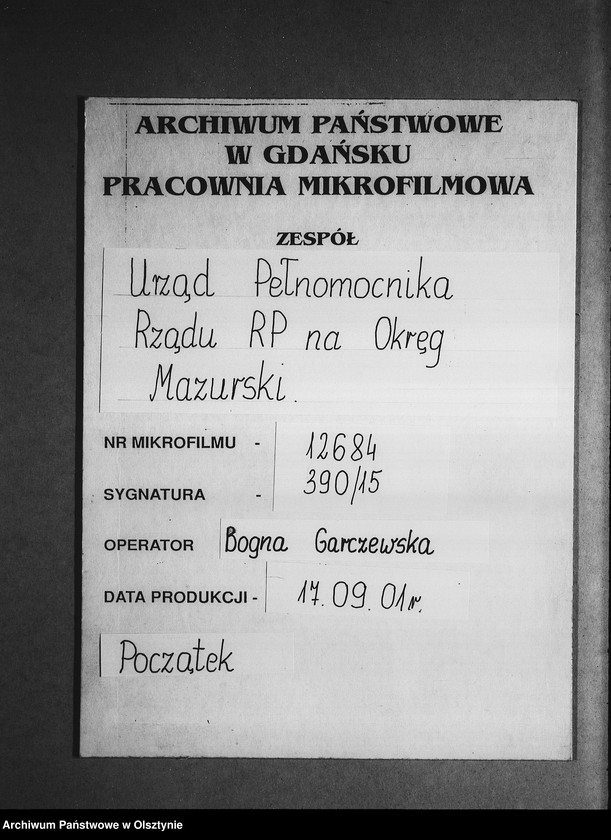 ARCHIWUM PAŃSTWOWE
W GDAŃSKU
PRACOWNIA MIKROFILMOWA
ZESPÓŁ
Urząd Pełnomocnika
Rządu RP na Okręg
Mazurski.
NR MIKROFILMU - 12684
SYGNATURA - 390/15
OPERATOR Bogna Garczewska
DATA PRODUKCJI - 17.09.01r.
Początek
Archiwum Państwowe w Olsztynie